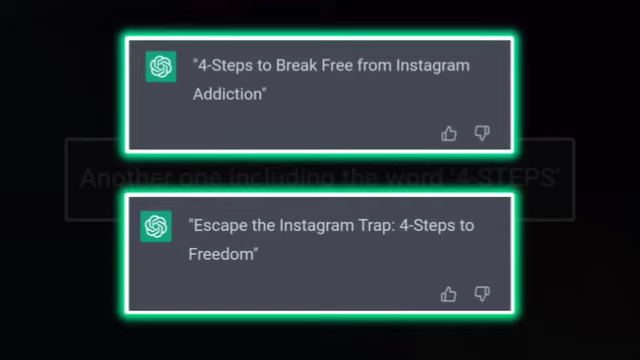 "4-Steps to Break Free from Instagram
Addiction"
Another one including the word '4-STEPS'
"Escape the Instagram Trap: 4-Steps to
Freedom"